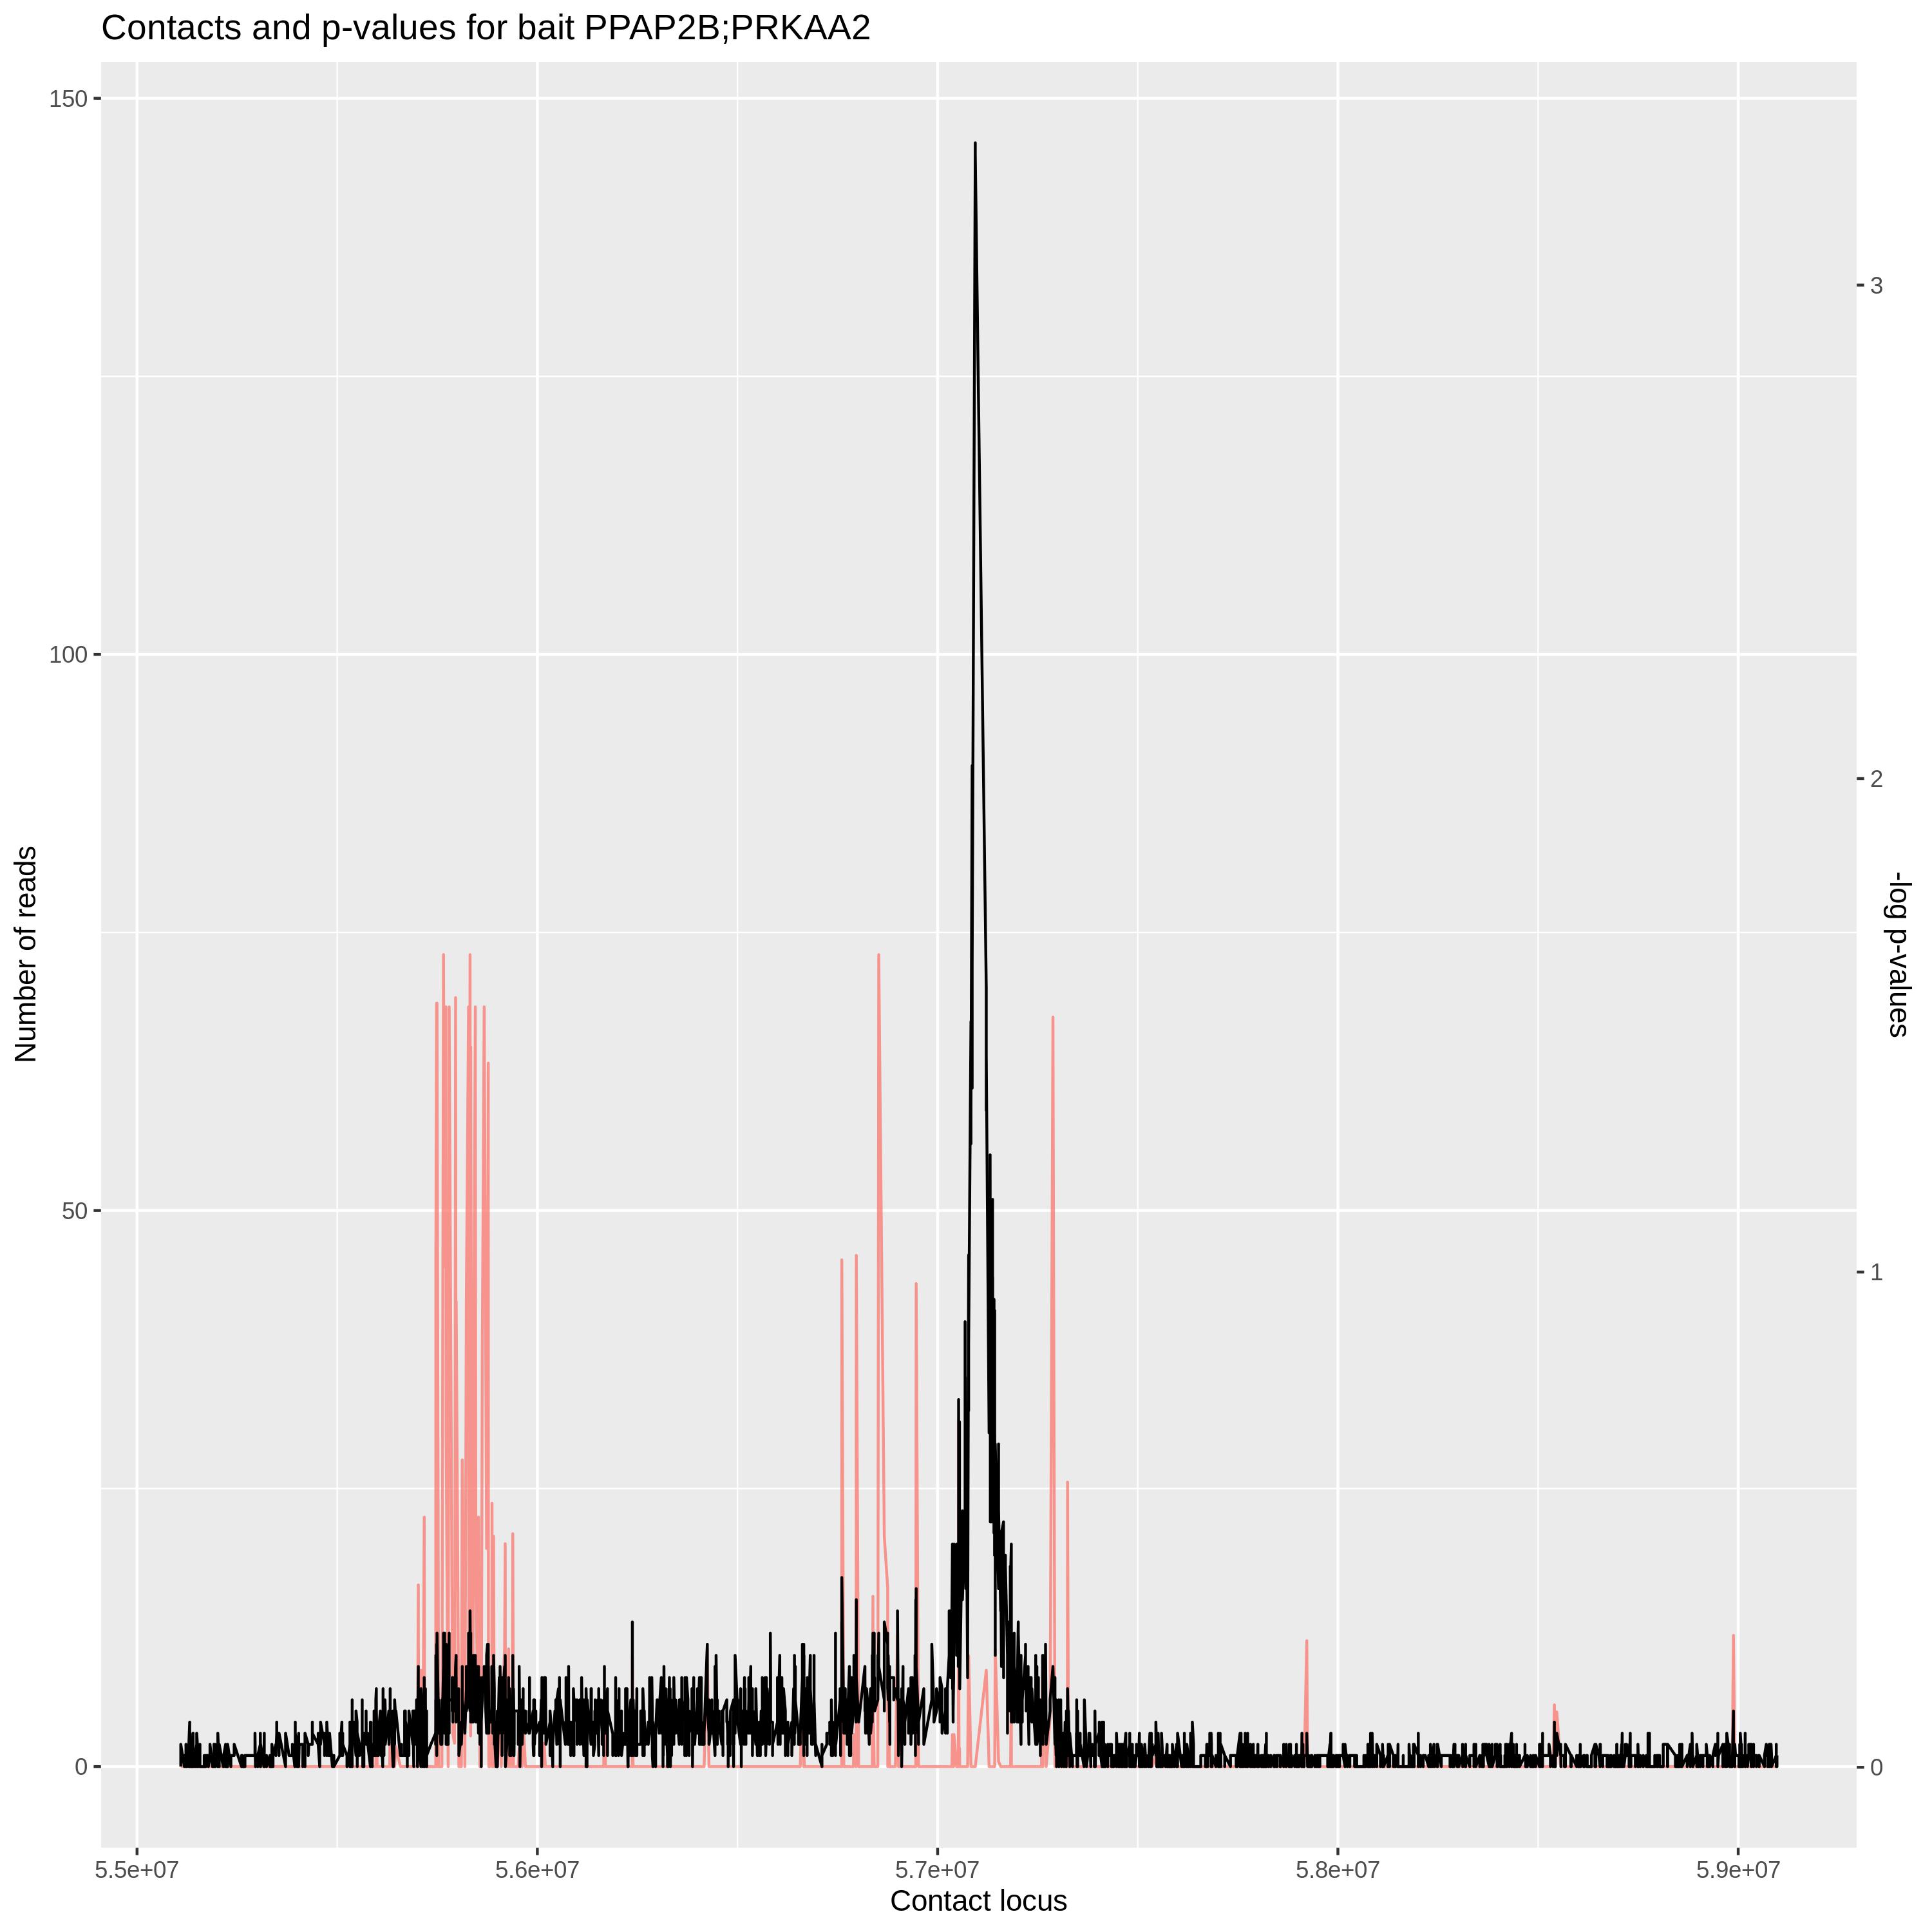 Contacts and p-values for bait PPAP2B;PRKAA2
150
100
50
0
Number of reads
3
2
1
0
-log p-values
5.5e+07 5.6e+07 5.7e+07 5.8e+07 5.9e+07
Contact locus